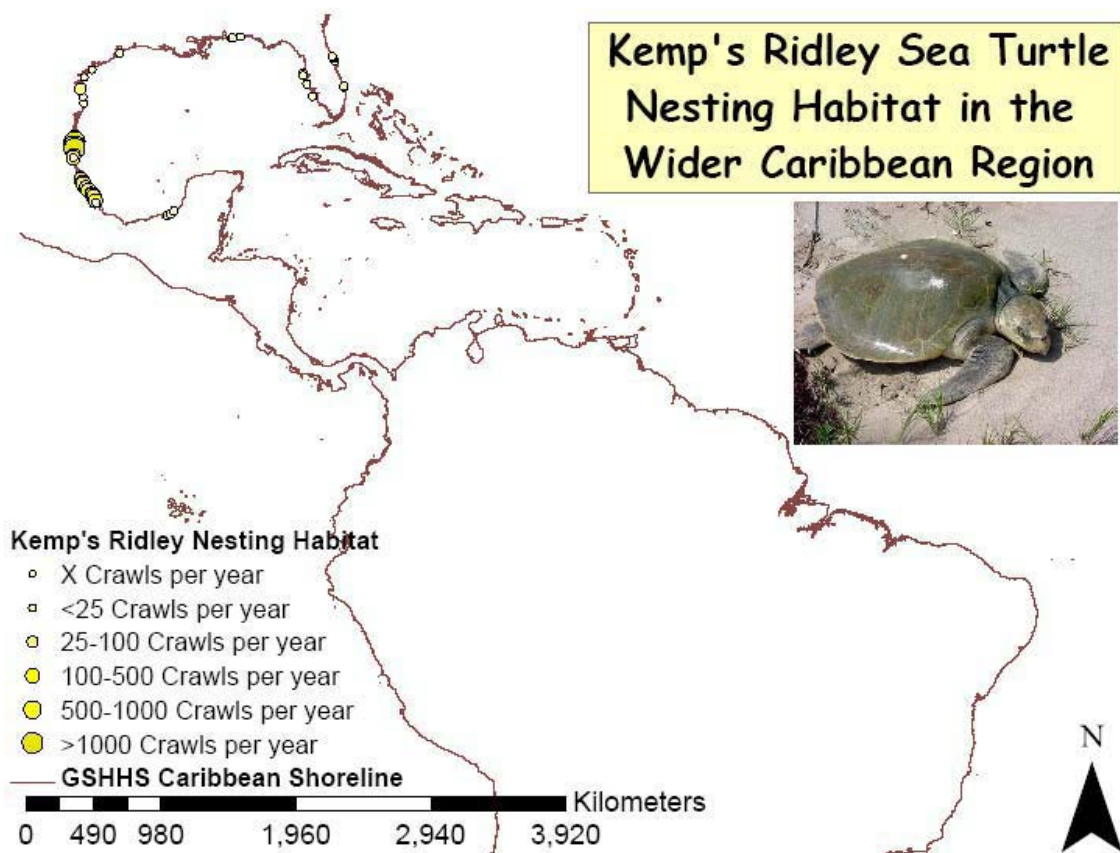 Kemp's Ridley Sea Turtle
Nesting Habitat in the
Wider Caribbean Region
Kemp's Ridley Nesting Habitat
X Crawls per year
<25 Crawls per year
25-100 Crawls per year
100-500 Crawls per year
500-1000 Crawls per year
>1000 Crawls per year
GSHHS Caribbean Shoreline
Kilometers
0 490 980 1,960 2,940 3,920
N